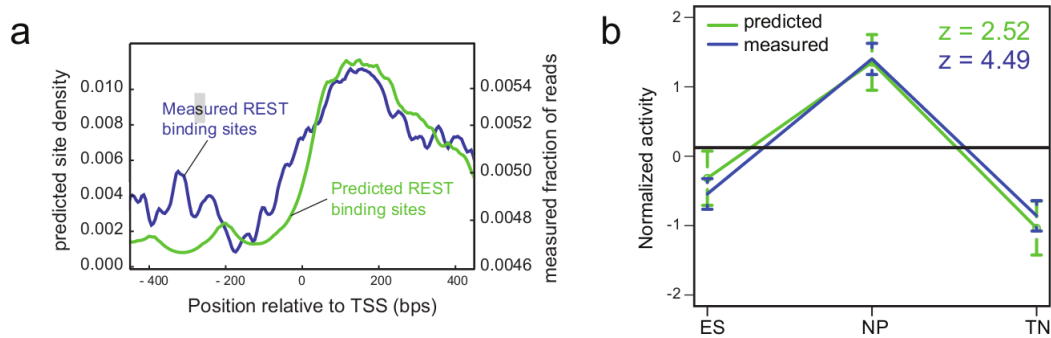 a
predicted site density
0.010
0.008
0.006
0.004
0.002
0.000
Measured REST
binding sites
Predicted REST
binding sites
0.0054
0.0052
0.0050
0.0048
0.0046
measured fraction of reads
- 400
- 200
0
200
400
Position relative to TSS (bps)
b
Normalized activity
2
1
0
-1
-2
predicted
measured
z = 2.52
z = 4.49
ES
NP
TN